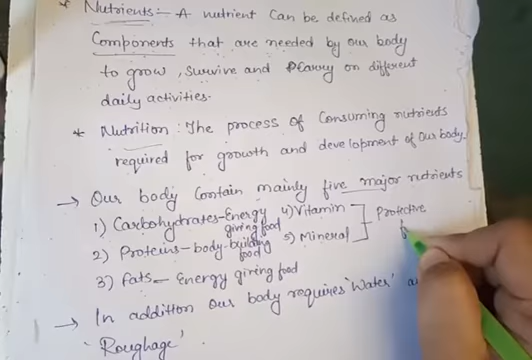 * Nutrients:- A nutrient can be defined as
Components that are needed by our body
to grow, survive and carry on different
daily activities.
* Nutrition: The process of Consuming nutrients
required for growth and development of our body.
→ Our body contain mainly five major nutrients
1) Carbohydrates-Energy giving food
2) Proteins-body-building food
3) Fats - Energy giving food
4) Vitamin
5) Mineral
Protective
f
→ In addition our body requires 'water' a
'Roughage'.